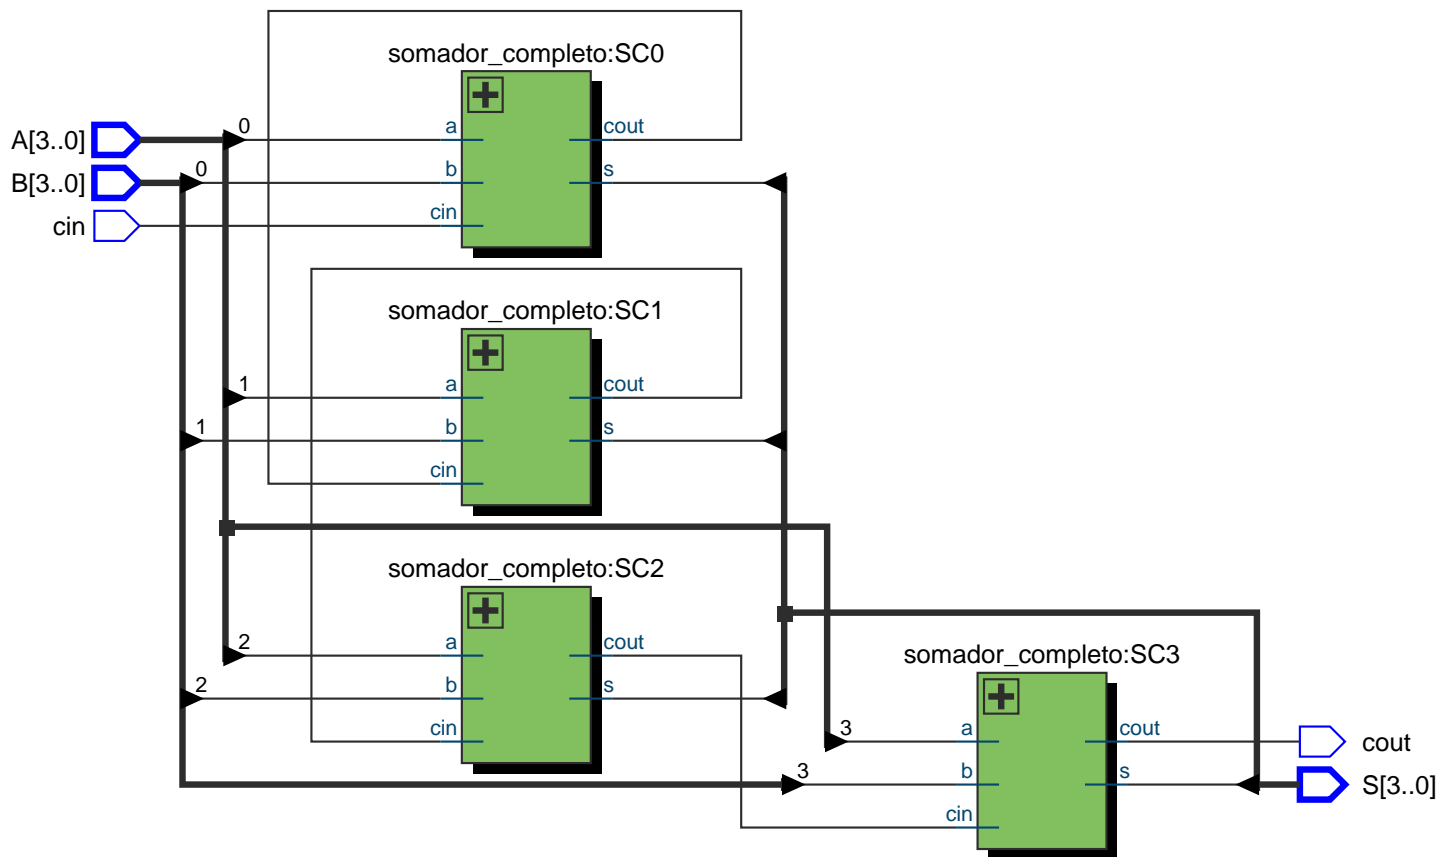 somador_completo:SC0
A[3..0] 0 a cout
B[3..0] 0 b s
cin cin
somador_completo:SC1
1 a cout
1 b s
cin
somador_completo:SC2
2 a cout
2 b s
cin
somador_completo:SC3
3 a cout cout
3 b s S[3..0]
cin